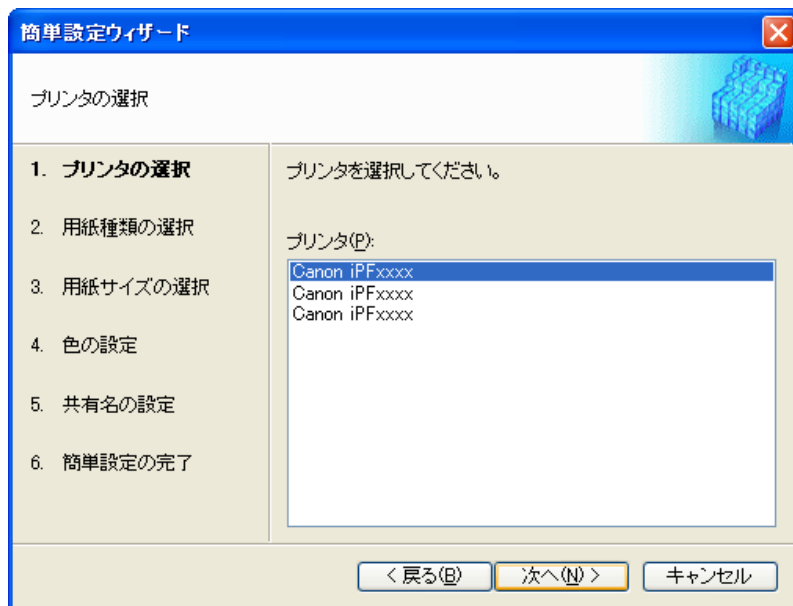 簡単設定ウィザード
プリンタの選択
1. プリンタの選択
2. 用紙種類の選択
3. 用紙サイズの選択
4. 色の設定
5. 共有名の設定
6. 簡単設定の完了
プリンタを選択してください。
プリンタ(P):
Canon iPFxxxx
Canon iPFxxxx
Canon iPFxxxx
< 戻る(B)
次へ(N) >
キャンセル